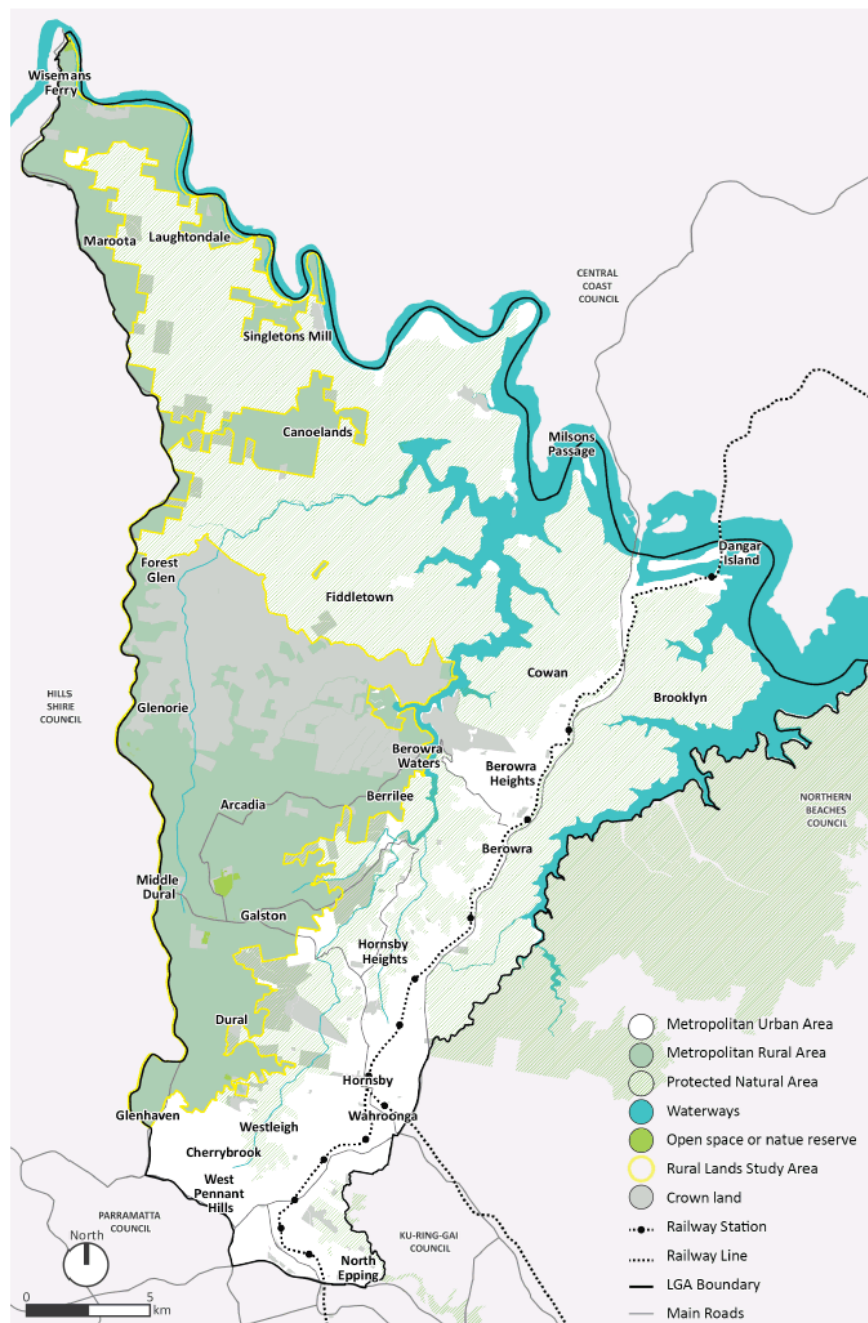 Wisemans
Ferry
Maroota
Laughtondale
CENTRAL
COAST
COUNCIL
Singletons Mill
Canoelands
Milsons
Passage
Dangar
Island
Forest
Glen
Fiddletown
Cowan
Brooklyn
HILLS
SHIRE
COUNCIL
Glenorie
Berowra
Waters
Berowra
Heights
Arcadia
Berrilee
NORTHERN
BEACHES
COUNCIL
Berowra
Middle
Dural
Galston
Hornsby
Heights
Dural
Hornsby
Glenhaven
Wahroonga
Westleigh
Cherrybrook
West
Pennant
Hills
PARRAMATTA
COUNCIL
KU-RING-GAI
COUNCIL
North
Epping
North
0
5
km
Metropolitan Urban Area
Metropolitan Rural Area
Protected Natural Area
Waterways
Open space or natue reserve
Rural Lands Study Area
Crown land
Railway Station
Railway Line
LGA Boundary
Main Roads